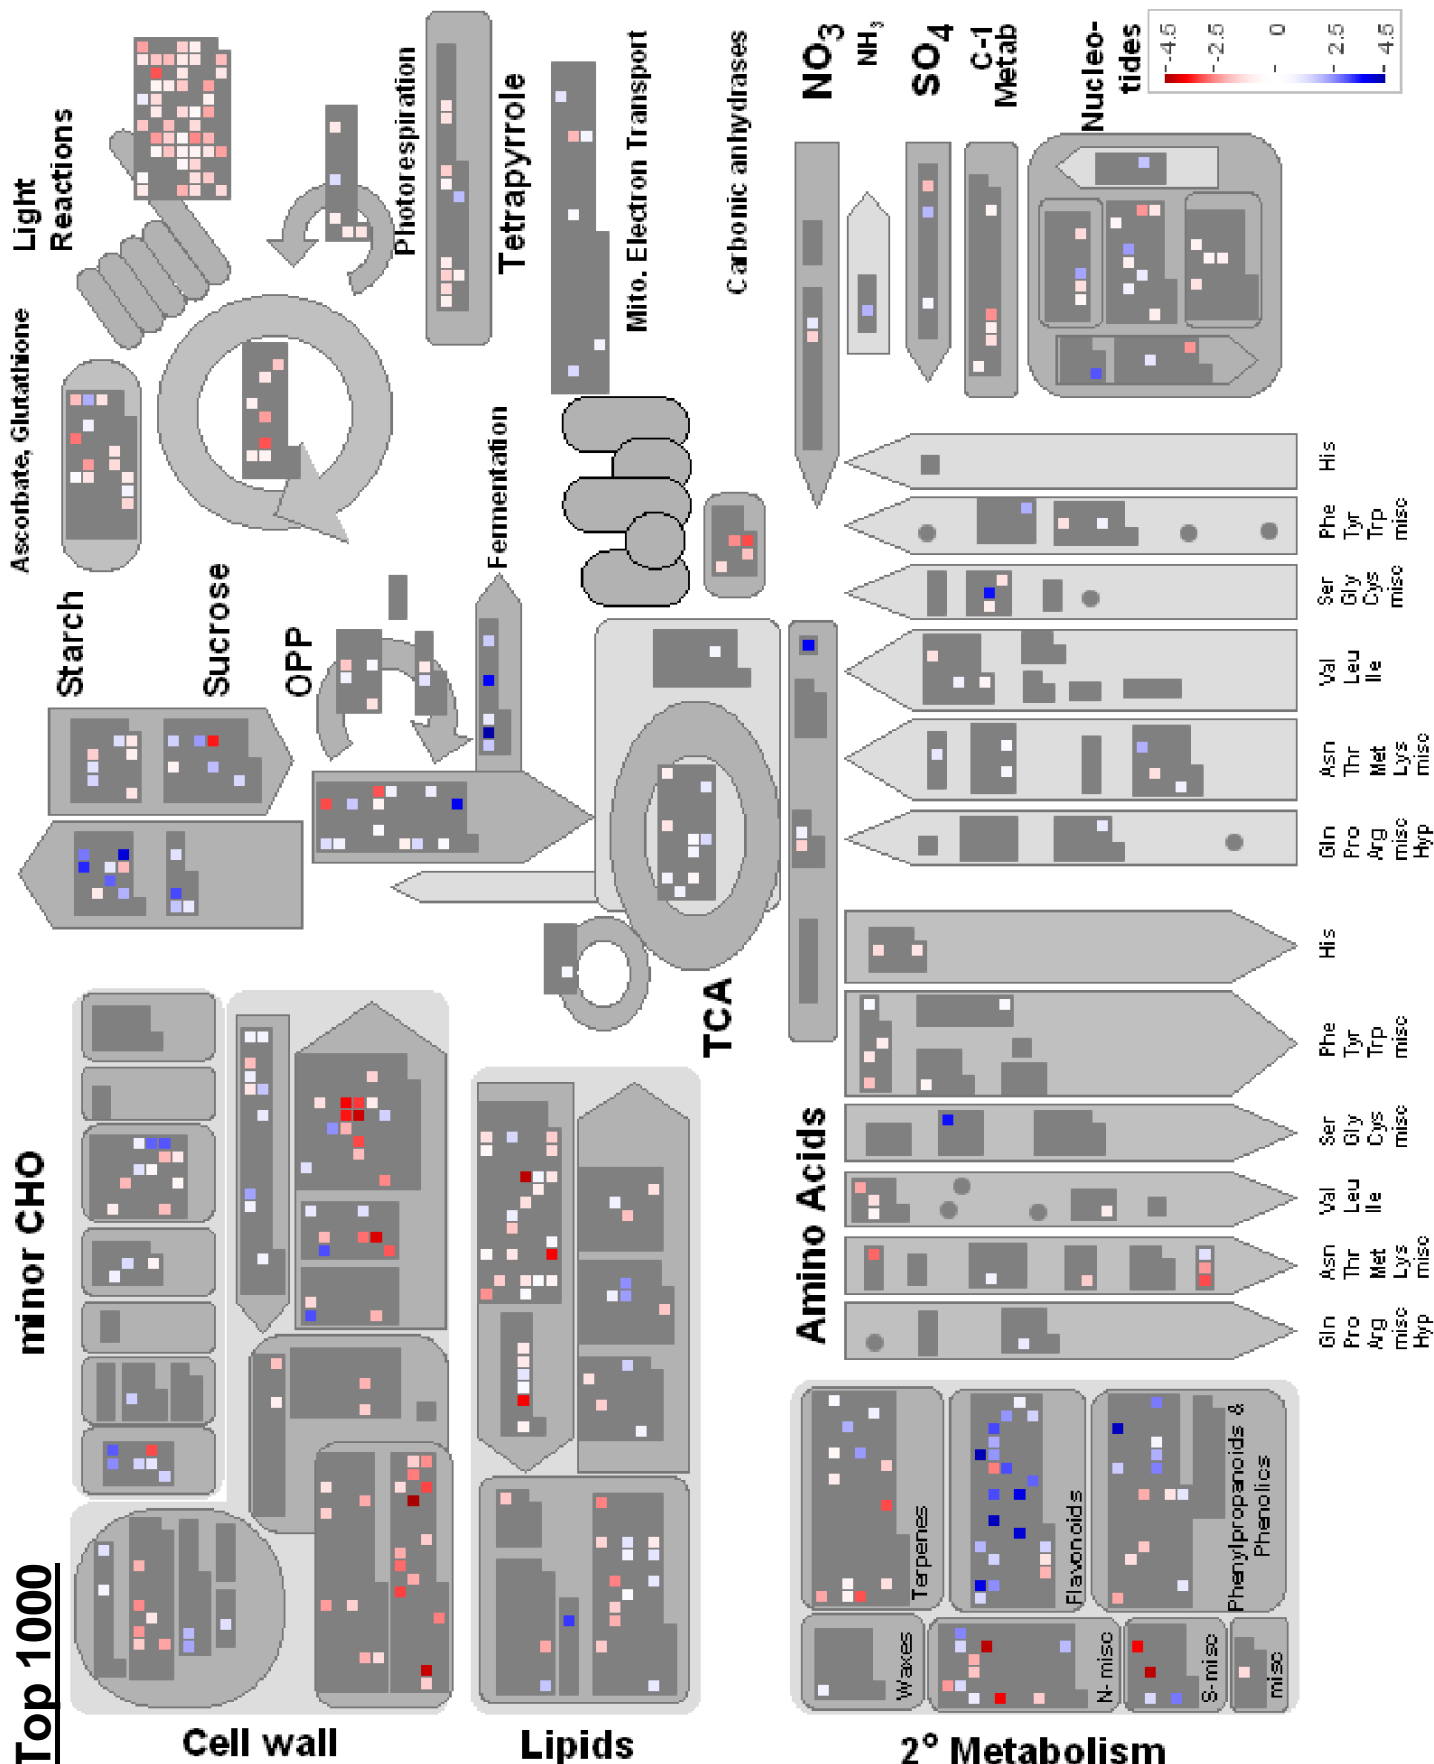 Top 1000
Cell wall
minor CHO
Lipids
2° Metabolism
Waxes
Terpenes
N-misc
Flavonoids
S-misc
misc
Phenylpropanoids &
Phenolics
Starch
Sucrose
OPP
Fermentation
TCA
Amino Acids
Ascorbate, Glutathione
Light
Reactions
Photorespiration
Tetrapyrrole
Mito. Electron Transport
Carbonic anhydrases
NO3
NH3
SO4
C-1
Metab
Nucleo-
tides
-4.5
-2.5
0
2.5
4.5
Gln
Pro
Arg
misc
Hyp
Asn
Thr
Met
Lys
misc
Val
Leu
Ile
Ser
Gly
Cys
misc
Phe
Tyr
Trp
misc
His
Gln
Pro
Arg
misc
Hyp
Asn
Thr
Met
Lys
misc
Val
Leu
Ile
Ser
Gly
Cys
misc
Phe
Tyr
Trp
misc
His